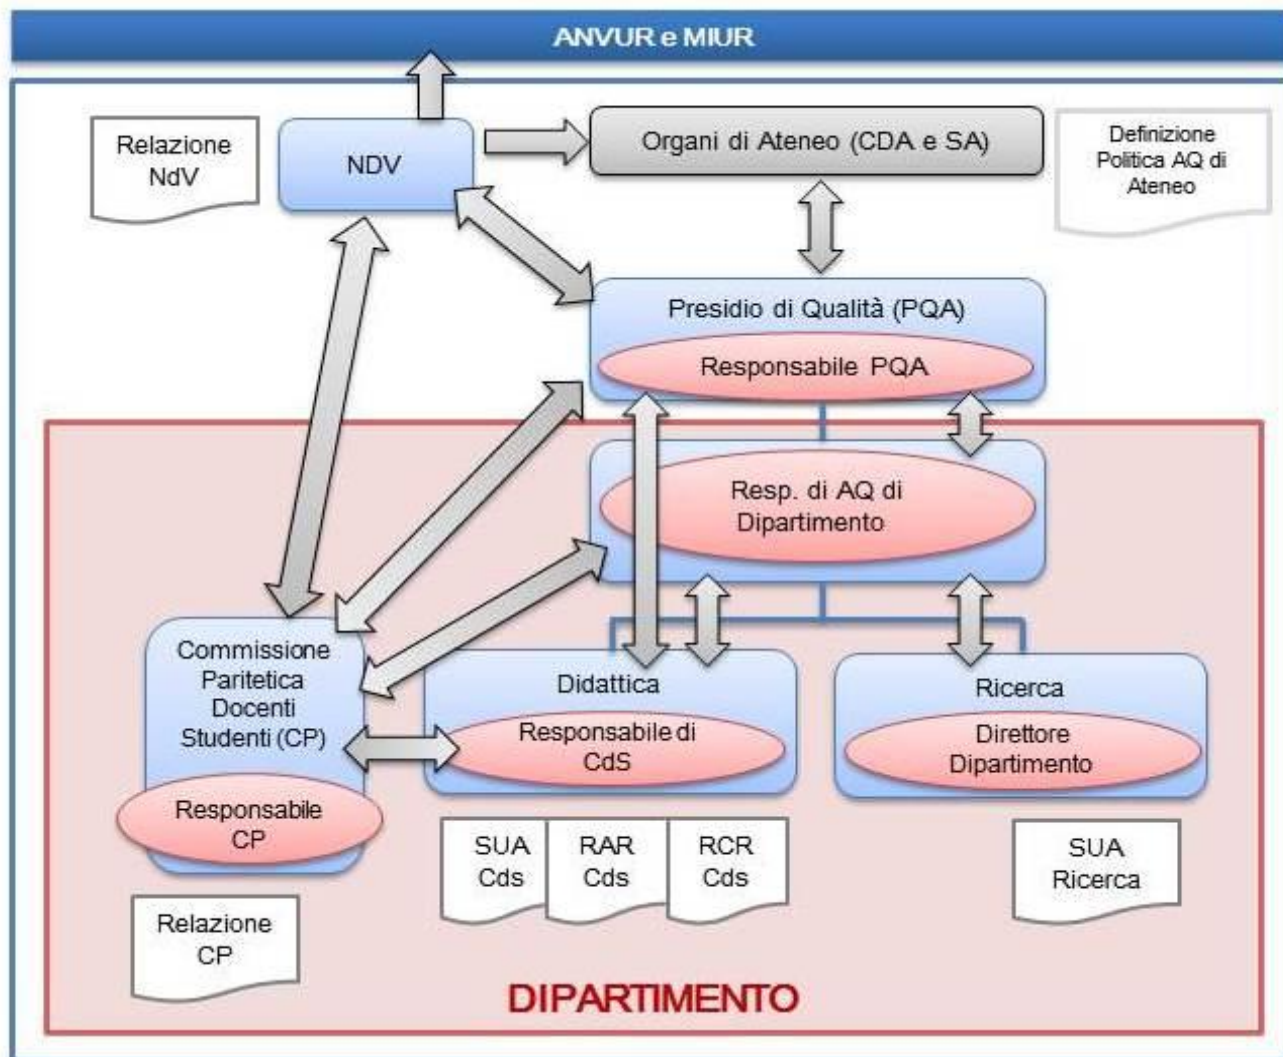 ANVUR e MIUR
Relazione
NdV
NDV
Organi di Ateneo (CDA e SA)
Definizione
Politica AQ di
Ateneo
Presidio di Qualità (PQA)
Responsabile PQA
Resp. di AQ di
Dipartimento
Commissione
Paritetica
Docenti
Studenti (CP)
Responsabile
CP
Didattica
Responsabile di
CdS
Ricerca
Direttore
Dipartimento
SUA
Cds
RAR
Cds
RCR
Cds
SUA
Ricerca
Relazione
CP
DIPARTIMENTO